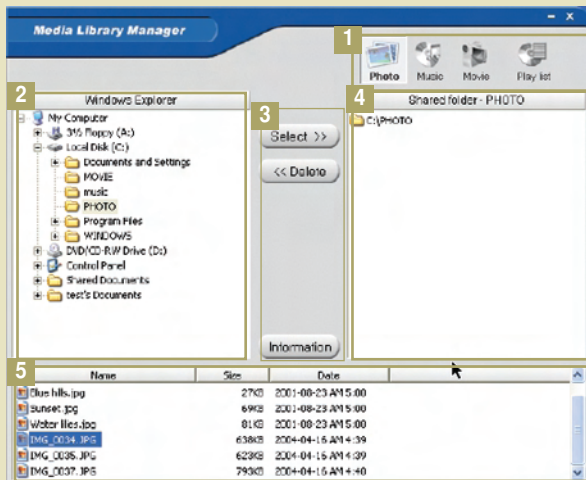 Media Library Manager
1
Photo Music Movie Play list
2
Windows Explorer
My Computer
3½ Floppy (A:)
Local Disk (C:)
Documents and Settings
MOVIE
music
PHOTO
Program Files
WINDOWS
DVD/CD-RW Drive (D:)
Control Panel
Shared Documents
test's Documents
3
Select >>
<< Delete
Information
4
Shared folder - PHOTO
C:\PHOTO
5
Name Size Date
Blue hills.jpg 27KB 2001-08-23 AM 5:00
Sunset.jpg 69KB 2001-08-23 AM 5:00
Water lilies.jpg 81KB 2001-08-23 AM 5:00
IMG_0034.JPG 638KB 2004-04-16 AM 4:39
IMG_0035.JPG 623KB 2004-04-16 AM 4:39
IMG_0037.JPG 793KB 2004-04-16 AM 4:40